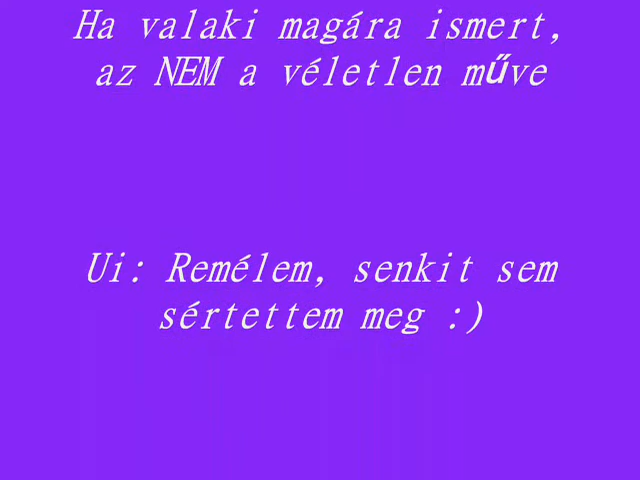 Ha valaki magára ismert,
az NEM a véletlen műve
Ui: Remélem, senkit sem
sértettem meg :)